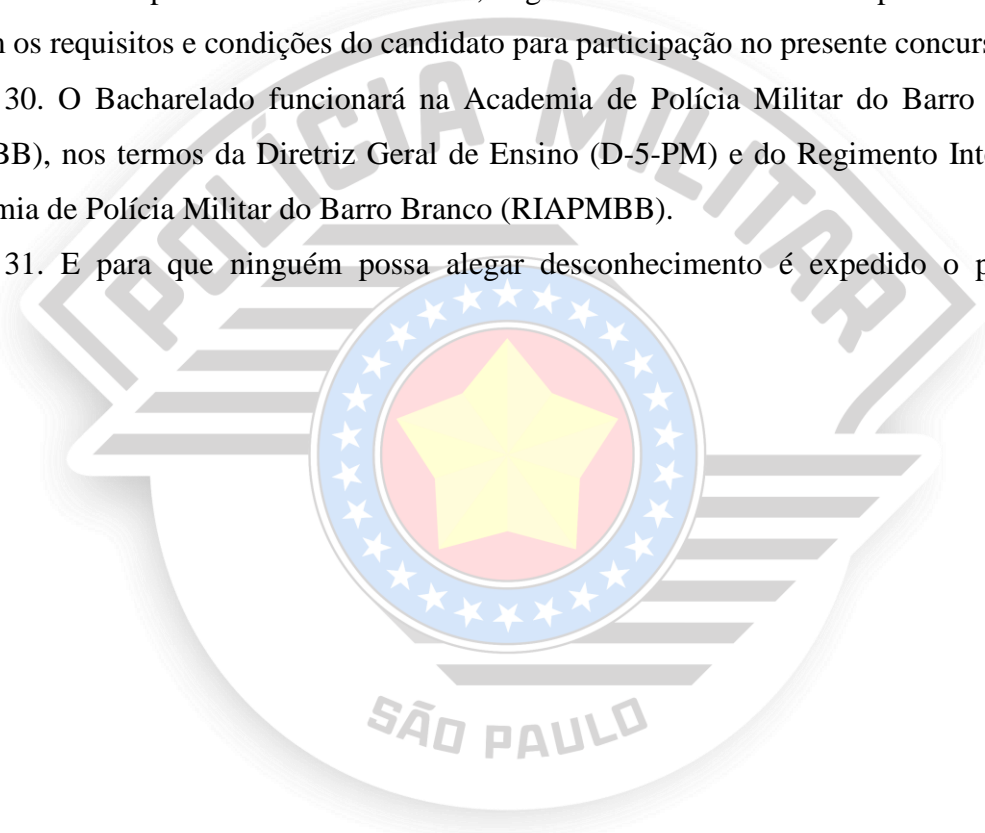 os requisitos e condições do candidato para participação no presente
30. O Bacharelado funcionará na Academia de Polícia Militar do Barro
BB), nos termos da Diretriz Geral de Ensino (D-5-PM) e do Regimento
mia de Polícia Militar do Barro Branco (RIAPMBB).
31. E para que ninguém possa alegar desconhecimento é expedido o p
POLÍCIA MILITAR
SÃO PAULO